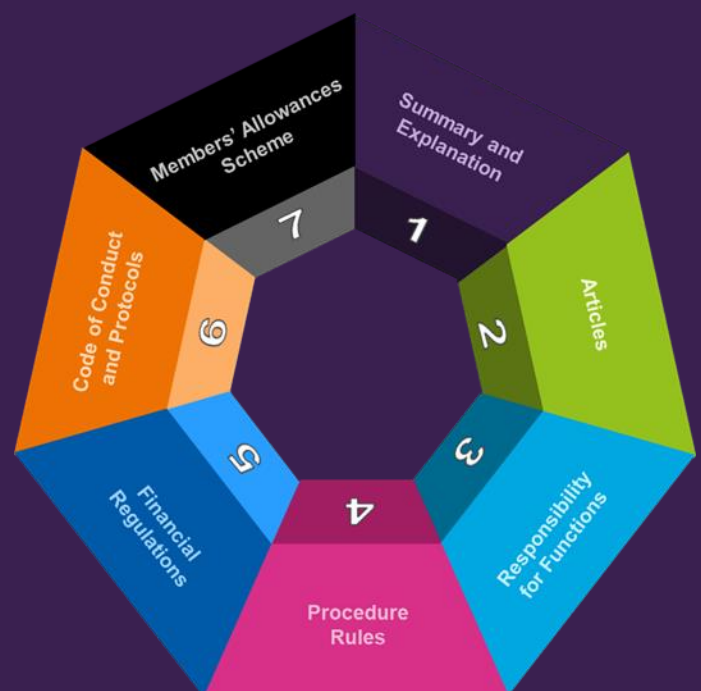 1
Summary and
Explanation
2
Articles
3
Responsibility
for Functions
4
Procedure
Rules
5
Financial
Regulations
6
Code of Conduct
and Protocols
7
Members' Allowances
Scheme